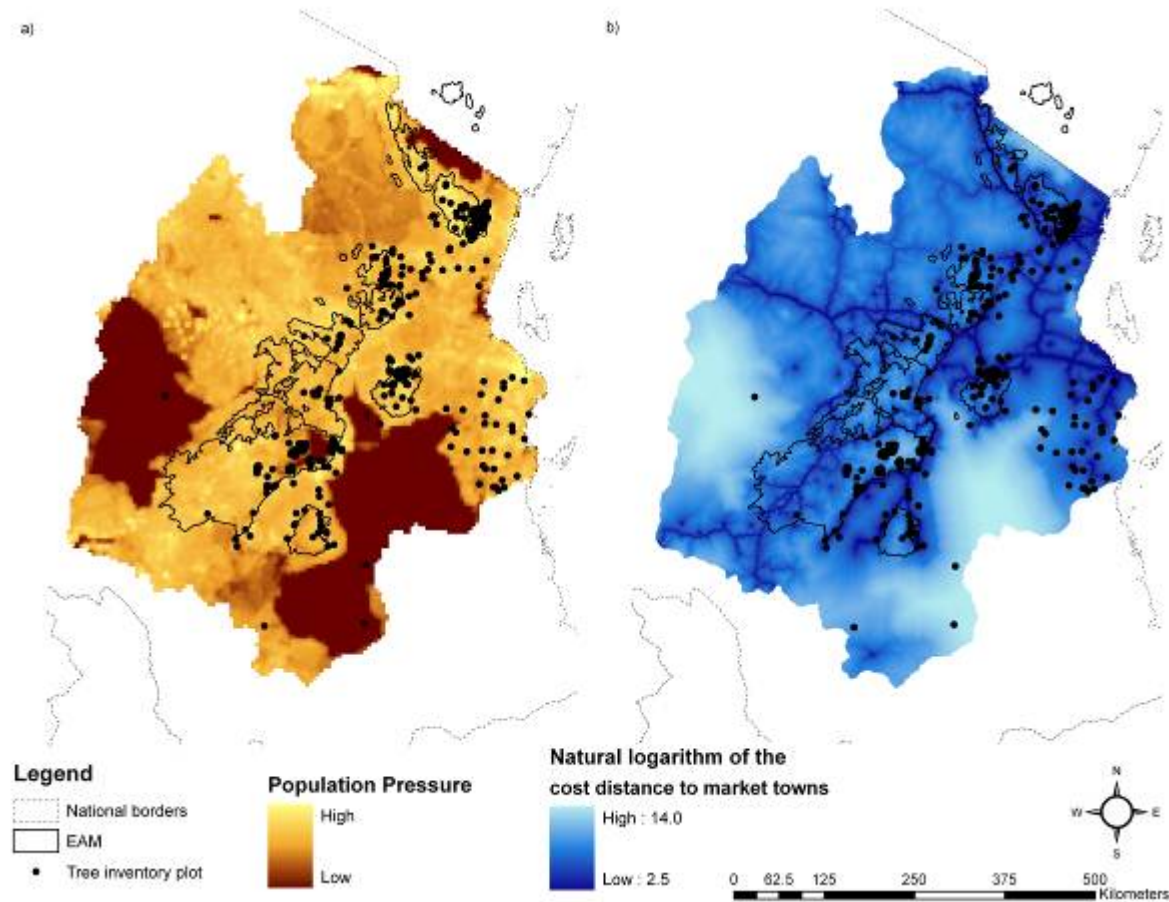 a)
b)
Legend
National borders
EAM
Tree inventory plot
Population Pressure
High
Low
Natural logarithm of the
cost distance to market towns
High : 14.0
Low : 2.5
N
W E
S
0 62.5 125 250 375 500
Kilometers